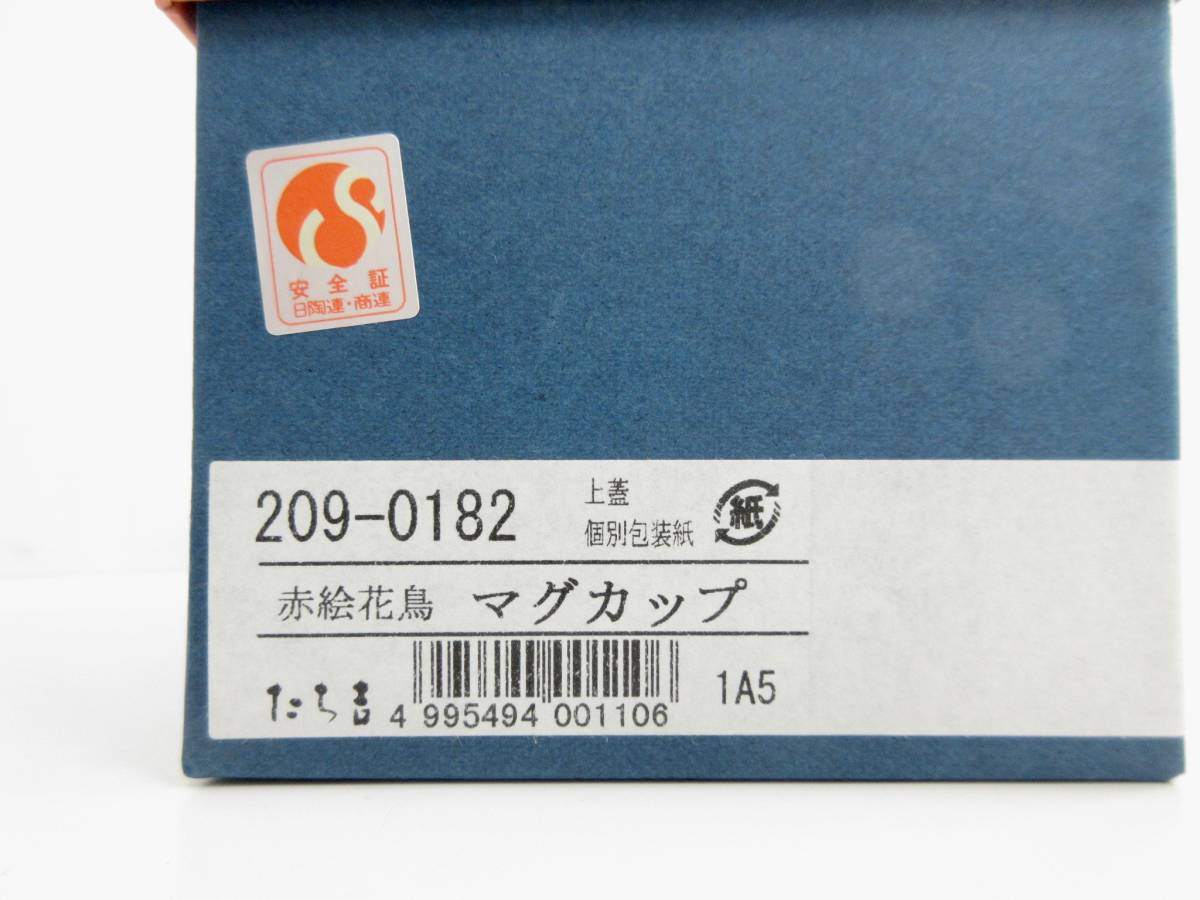 安全証
日陶連・商連
209-0182
上蓋
個別包装紙
紙
赤絵花鳥 マグカップ
たち吉
4 995494 001106
1A5